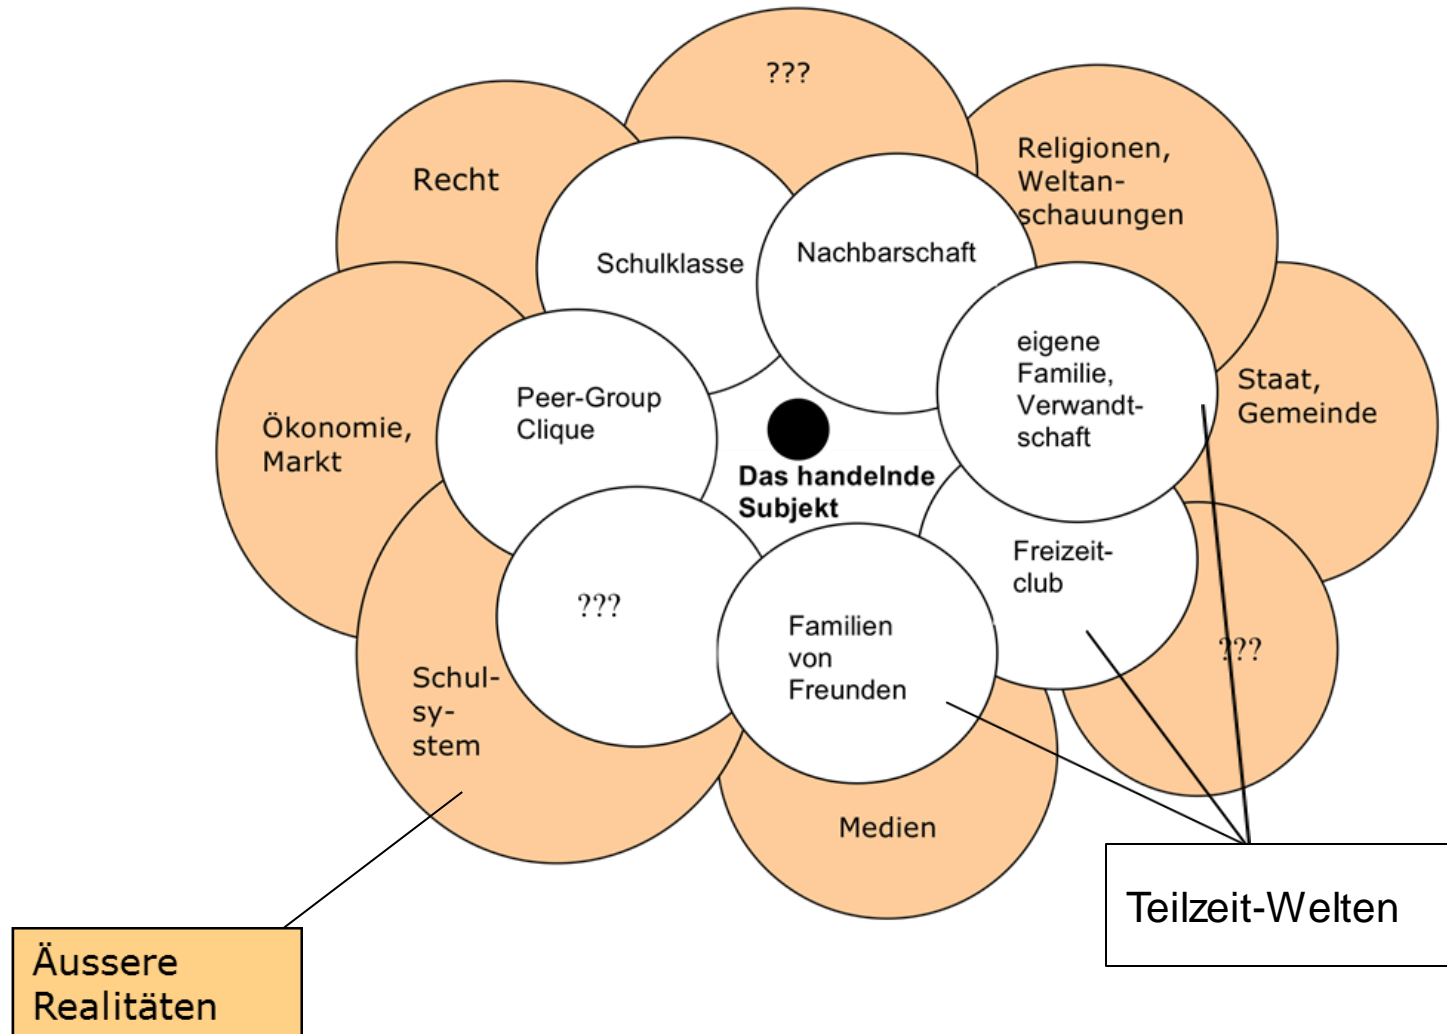 ???
Recht
Religionen,
Weltan-
schauungen
Schulklasse
Nachbarschaft
eigene
Familie,
Verwandt-
schaft
Staat,
Gemeinde
Ökonomie,
Markt
Peer-Group
Clique
Das handelnde
Subjekt
Freizeit-
club
???
???
Familien
von
Freunden
Schul-
sy-
stem
Medien
Teilzeit-Welten
Äussere
Realitäten